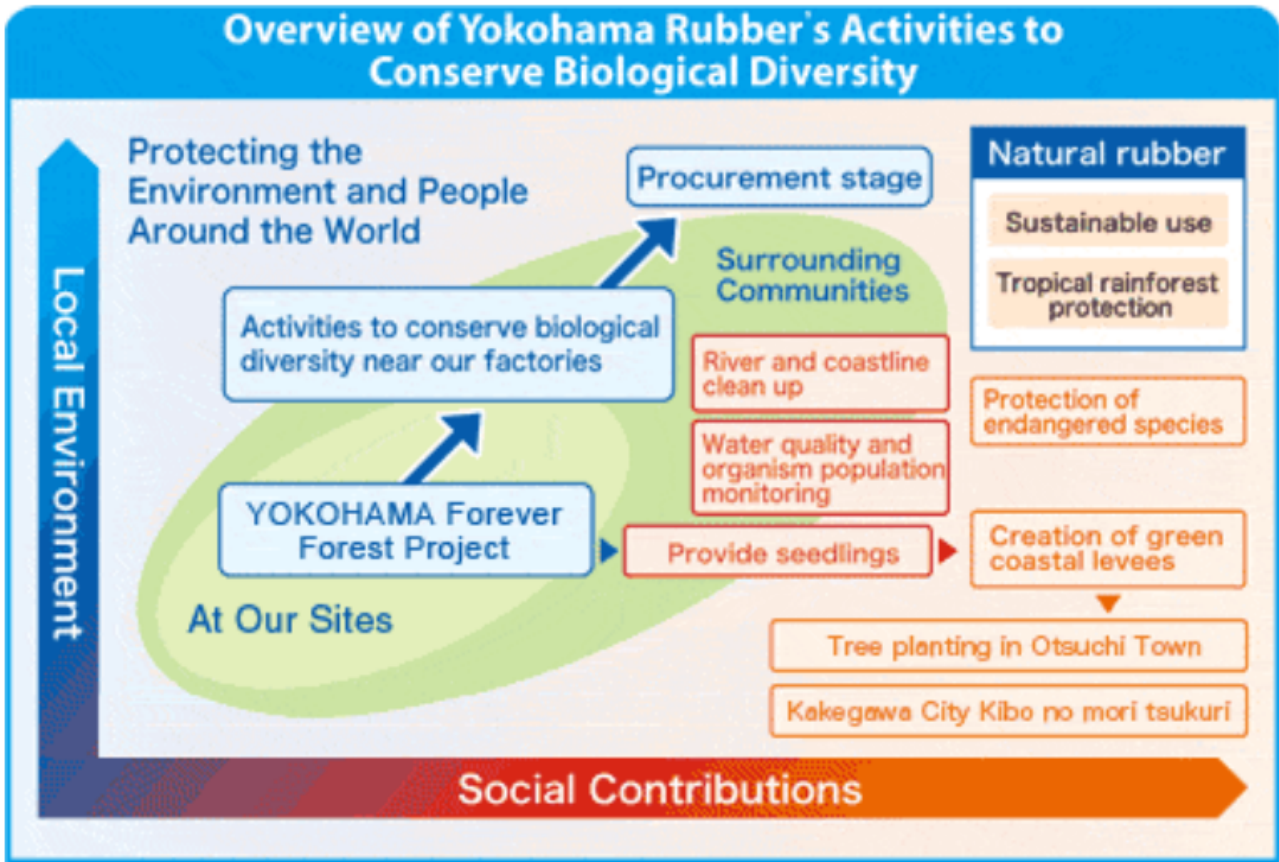 Overview of Yokohama Rubber's Activities to
Conserve Biological Diversity
Protecting the
Environment and People
Around the World
Procurement stage
Natural rubber
Sustainable use
Tropical rainforest
protection
Local Environment
Surrounding
Communities
Activities to conserve biological
diversity near our factories
River and coastline
clean up
Protection of
endangered species
Water quality and
organism population
monitoring
YOKOHAMA Forever
Forest Project
Provide seedlings
Creation of green
coastal levees
At Our Sites
Tree planting in Otsuchi Town
Kakegawa City Kibo no mori tsukuri
Social Contributions